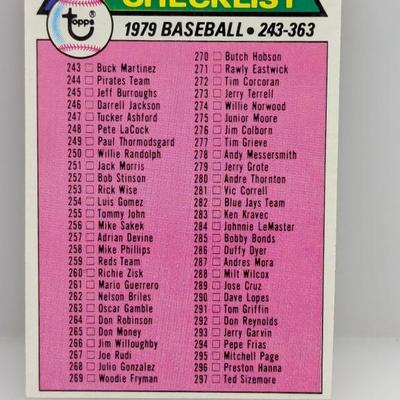 CHECKLIST
topps
1979 BASEBALL • 243-363
243 Buck Martinez
244 Pirates Team
245 Jeff Burroughs
246 Darrell Jackson
247 Tucker Ashford
248 Pete LaCock
249 Paul Thormodsgard
250 Willie Randolph
251 Jack Morris
252 Bob Stinson
253 Rick Wise
254 Luis Gomez
255 Tommy John
256 Mike Sakek
257 Adrian Devine
258 Mike Phillips
259 Reds Team
260 Richie Zisk
261 Mario Guerrero
262 Nelson Briles
263 Oscar Gamble
264 Don Robinson
265 Don Money
266 Jim Willoughby
267 Joe Rudi
268 Julio Gonzalez
269 Woodie Fryman
270 Butch Hobson
271 Rawly Eastwick
272 Tim Corcoran
273 Jerry Terrell
274 Willie Norwood
275 Junior Moore
276 Jim Colborn
277 Tim Grieve
278 Andy Messersmith
279 Jerry Grote
280 Andre Thornton
281 Vic Correll
282 Blue Jays Team
283 Ken Kravec
284 Johnnie LeMaster
285 Bobby Bonds
286 Duffy Dyer
287 Andres Mora
288 Milt Wilcox
289 Jose Cruz
290 Dave Lopes
291 Tom Griffin
292 Don Reynolds
293 Jerry Garvin
294 Pepe Frias
295 Mitchell Page
296 Preston Hanna
297 Ted Sizemore